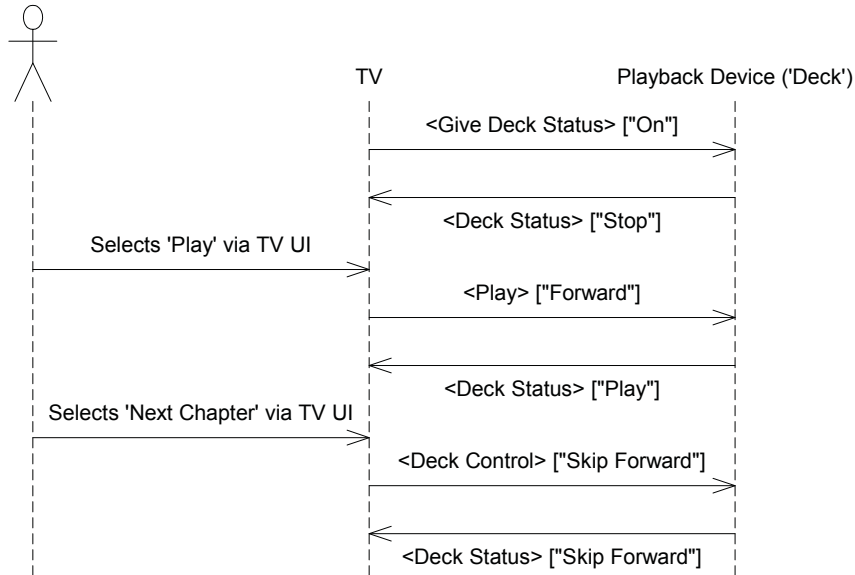 TV
Playback Device ('Deck')
<Give Deck Status> ["On"]
<Deck Status> ["Stop"]
Selects 'Play' via TV UI
<Play> ["Forward"]
<Deck Status> ["Play"]
Selects 'Next Chapter' via TV UI
<Deck Control> ["Skip Forward"]
<Deck Status> ["Skip Forward"]